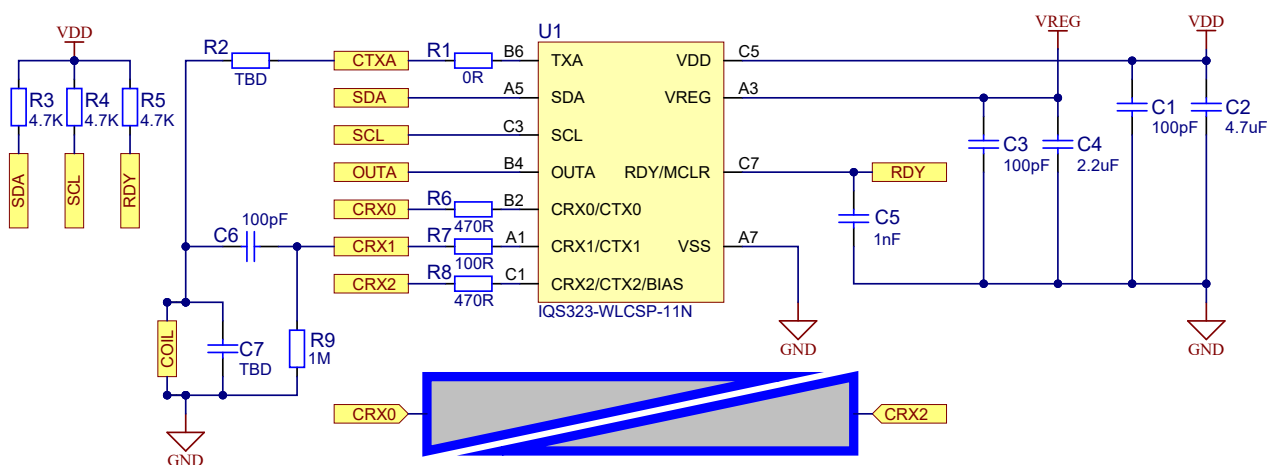 VDD
R3
4.7K
R4
4.7K
R5
4.7K
SDA
SCL
RDY
R2
TBD
CTXA
R1
0R
SDA
SCL
OUTA
CRX0
R6
470R
CRX1
R7
100R
CRX2
R8
470R
100pF
C6
COIL
C7
TBD
R9
1M
GND
U1
B6 TXA VDD C5
A5 SDA VREG A3
C3 SCL
B4 OUTA RDY/MCLR C7
B2 CRX0/CTX0
A1 CRX1/CTX1 VSS A7
C1 CRX2/CTX2/BIAS
IQS323-WLCSP-11N
GND
RDY
C5
1nF
VREG
C3
100pF
C4
2.2uF
VDD
C1
100pF
C2
4.7uF
GND
CRX0
CRX2